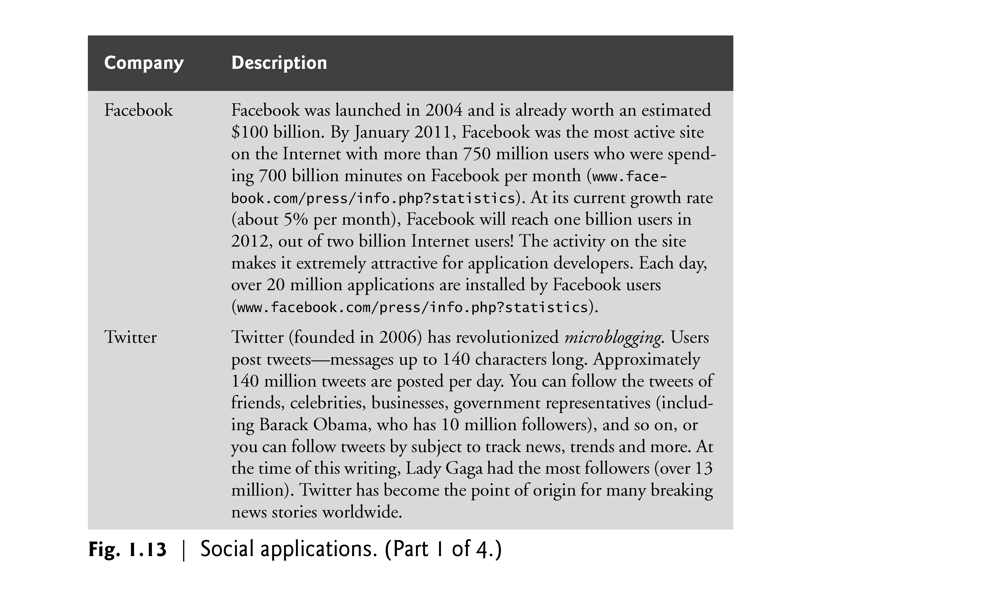 Company Description
Facebook Facebook was launched in 2004 and is already worth an estimated
$100 billion. By January 2011, Facebook was the most active site
on the Internet with more than 750 million users who were spend-
ing 700 billion minutes on Facebook per month (www.face-
book.com/press/info.php?statistics). At its current growth rate
(about 5% per month), Facebook will reach one billion users in
2012, out of two billion Internet users! The activity on the site
makes it extremely attractive for application developers. Each day,
over 20 million applications are installed by Facebook users
(www.facebook.com/press/info.php?statistics).
Twitter Twitter (founded in 2006) has revolutionized microblogging. Users
post tweets—messages up to 140 characters long. Approximately
140 million tweets are posted per day. You can follow the tweets of
friends, celebrities, businesses, government representatives (includ-
ing Barack Obama, who has 10 million followers), and so on, or
you can follow tweets by subject to track news, trends and more. At
the time of this writing, Lady Gaga had the most followers (over 13
million). Twitter has become the point of origin for many breaking
news stories worldwide.
Fig. 1.13 | Social applications. (Part 1 of 4.)